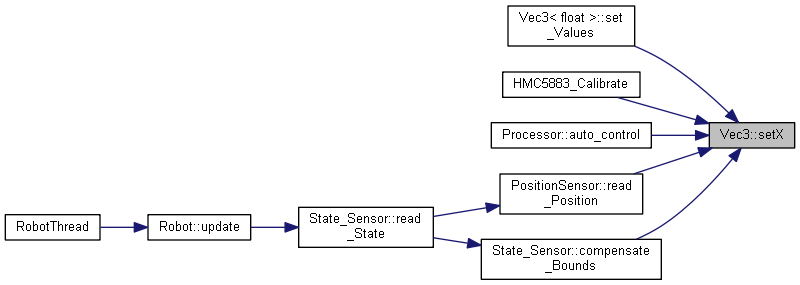 Vec3< float >::set
_Values
HMC5883_Calibrate
Processor::auto_control
Vec3::setX
PositionSensor::read
_Position
RobotThread
Robot::update
State_Sensor::read
_State
State_Sensor::compensate
_Bounds